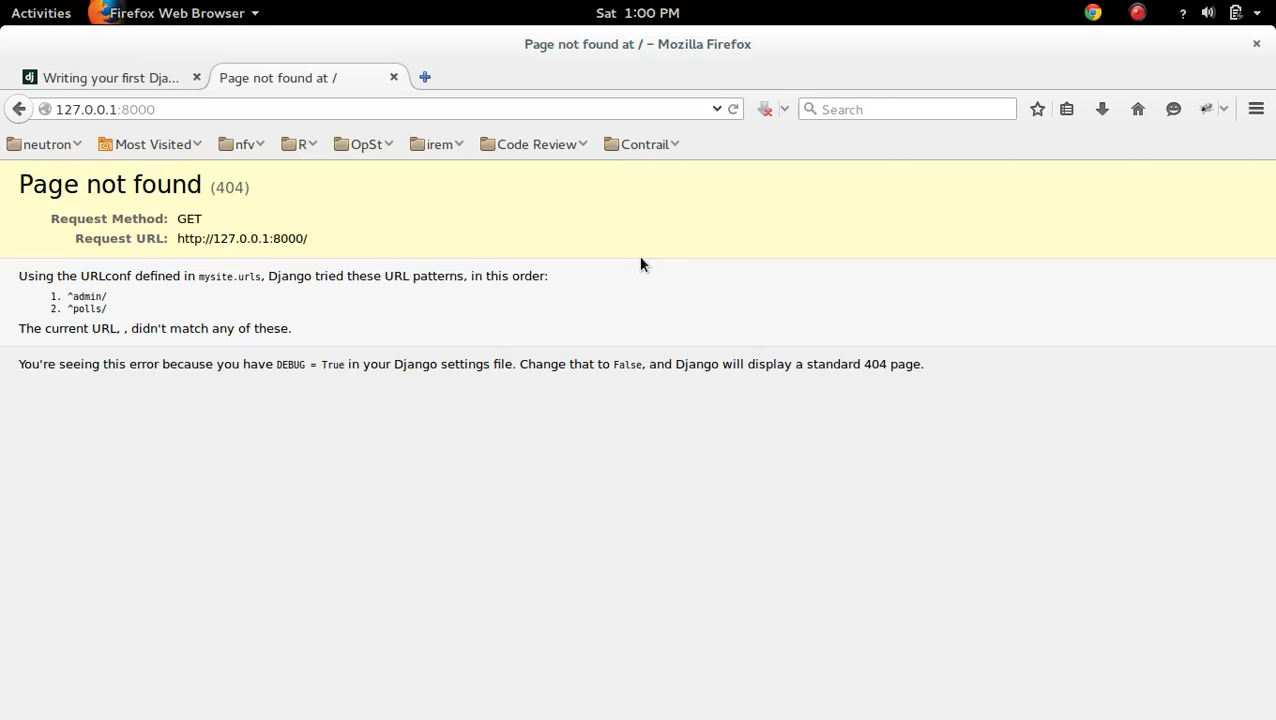 Activities Firefox Web Browser Sat 1:00 PM ?
Page not found at / – Mozilla Firefox ×
dj Writing your first Dja... × Page not found at / ×
127.0.0.1:8000 Search
neutron Most Visited nfv R OpSt irem Code Review Contrail
Page not found (404)
Request Method: GET
Request URL: http://127.0.0.1:8000/
Using the URLconf defined in mysite.urls, Django tried these URL patterns, in this order:
1. ^admin/
2. ^polls/
The current URL, , didn't match any of these.
You're seeing this error because you have DEBUG = True in your Django settings file. Change that to False, and Django will display a standard 404 page.